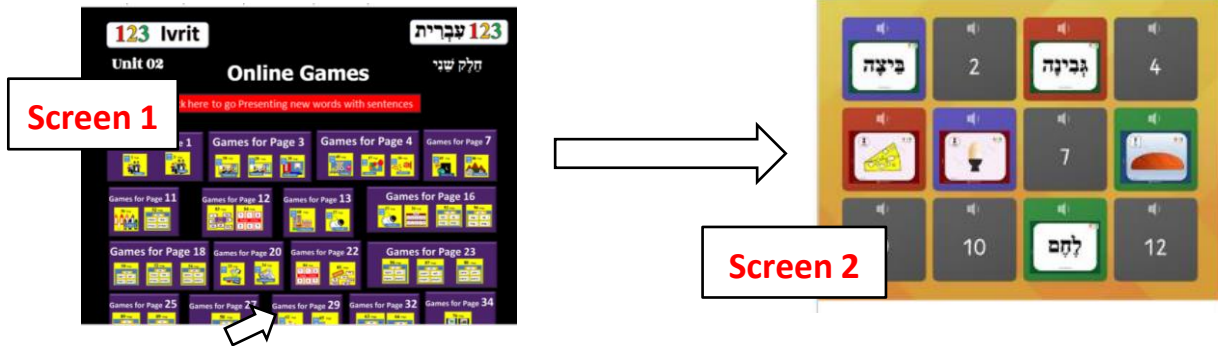 123 Ivrit
123 עִבְרִית
Unit 02
חֵלֶק שֵׁנִי
Online Games
k here to go Presenting new words with sentences
Screen 1
1
Games for Page 3
Games for Page 4
Games for Page 7
Games for Page 11
Games for Page 12
Games for Page 13
Games for Page 16
Games for Page 18
Games for Page 20
Games for Page 22
Games for Page 23
Games for Page 25
Games for Page 27
Games for Page 29
Games for Page 32
Games for Page 34
פִּיצָה
2
גְּבִינָה
4
7
10
לֶחֶם
12
Screen 2